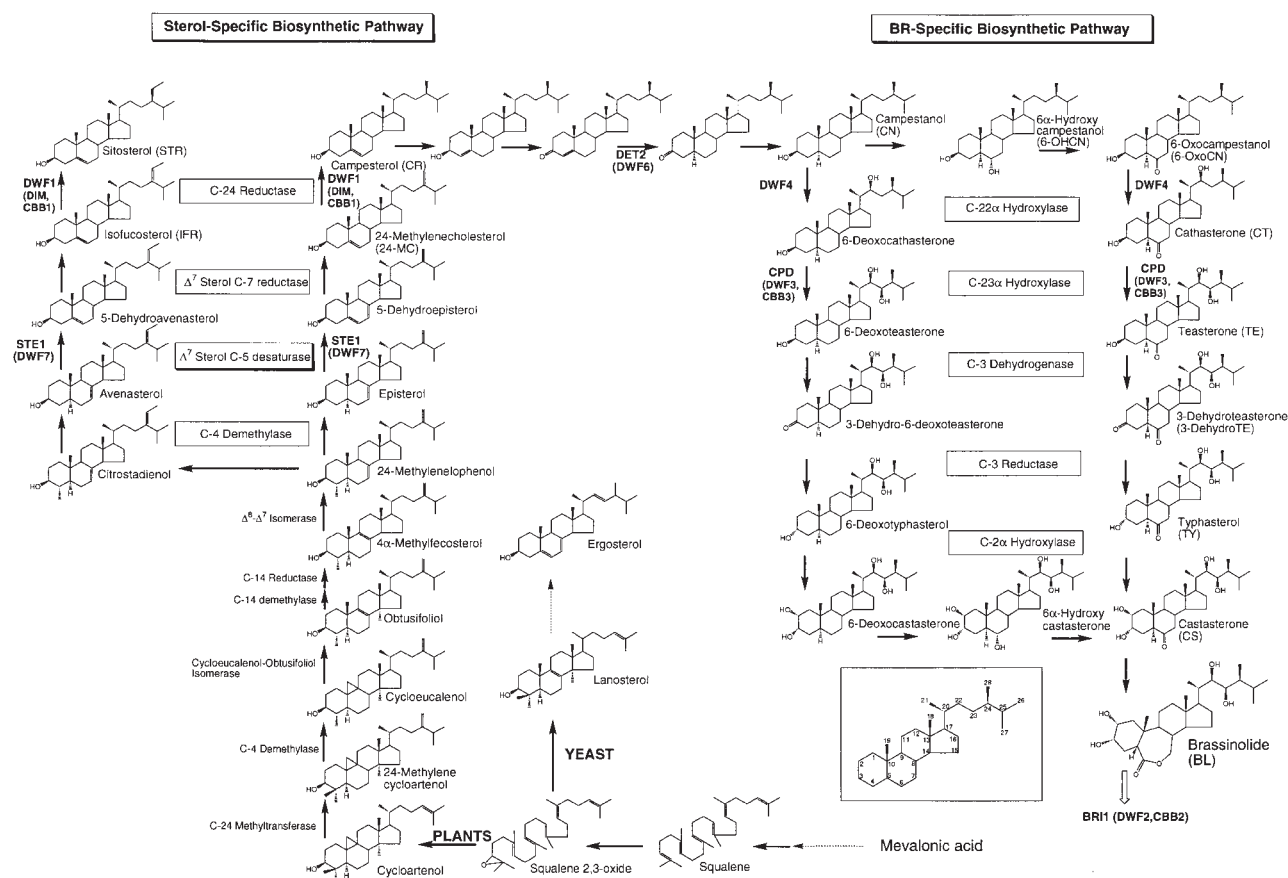 Sterol-Specific Biosynthetic Pathway
BR-Specific Biosynthetic Pathway
Sitosterol (STR)
DWF1
(DIM,
CBB1)
C-24 Reductase
Isofucosterol (IFR)
Δ⁷ Sterol C-7 reductase
5-Dehydroavenasterol
STE1
(DWF7)
Δ⁷ Sterol C-5 desaturase
Avenasterol
C-4 Demethylase
Citrostadienol
Campesterol (CR)
DWF1
(DIM,
CBB1)
24-Methylenecholesterol
(24-MC)
5-Dehydroepisterol
STE1
(DWF7)
Episterol
24-Methylenelophenol
Δ⁸-Δ⁷ Isomerase
4α-Methylfecosterol
C-14 Reductase
C-14 demethylase
Obtusifoliol
Cycloeucalenol-Obtusifoliol
Isomerase
Cycloeucalenol
C-4 Demethylase
24-Methylene
cycloartenol
C-24 Methyltransferase
Cycloartenol
PLANTS
Squalene 2,3-oxide
Squalene
Mevalonic acid
YEAST
Lanosterol
Ergosterol
DET2
(DWF6)
Campestanol
(CN)
6α-Hydroxy
campestanol
(6-OHCN)
6-Oxocampestanol
(6-OxoCN)
DWF4
C-22α Hydroxylase
DWF4
6-Deoxocathasterone
Cathasterone (CT)
CPD
(DWF3,
CBB3)
C-23α Hydroxylase
CPD
(DWF3,
CBB3)
6-Deoxoteasterone
Teasterone (TE)
C-3 Dehydrogenase
3-Dehydro-6-deoxoteasterone
3-Dehydroteasterone
(3-DehydroTE)
C-3 Reductase
6-Deoxotyphasterol
Typhasterol
(TY)
C-2α Hydroxylase
6-Deoxocastasterone
6α-Hydroxy
castasterone
Castasterone
(CS)
Brassinolide
(BL)
BRI1 (DWF2,CBB2)